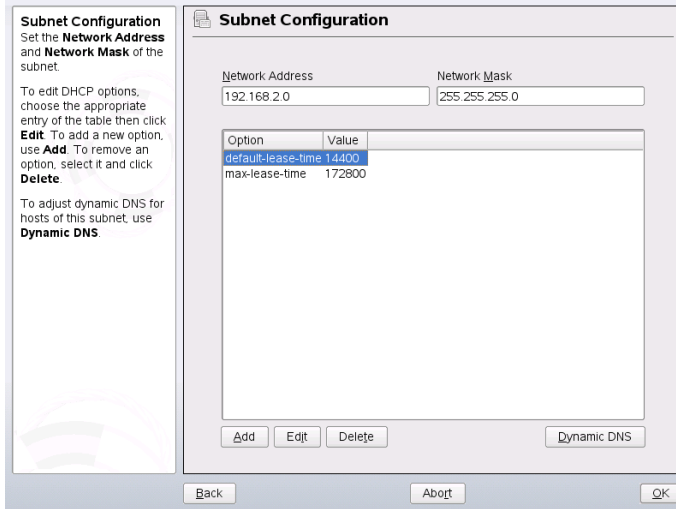 Subnet Configuration
Set the Network Address
and Network Mask of the
subnet.
To edit DHCP options,
choose the appropriate
entry of the table then click
Edit. To add a new option,
use Add. To remove an
option, select it and click
Delete.
To adjust dynamic DNS for
hosts of this subnet, use
Dynamic DNS.
Subnet Configuration
Network Address Network Mask
192.168.2.0 255.255.255.0
Option Value
default-lease-time 14400
max-lease-time 172800
Add Edit Delete Dynamic DNS
Back Abort OK